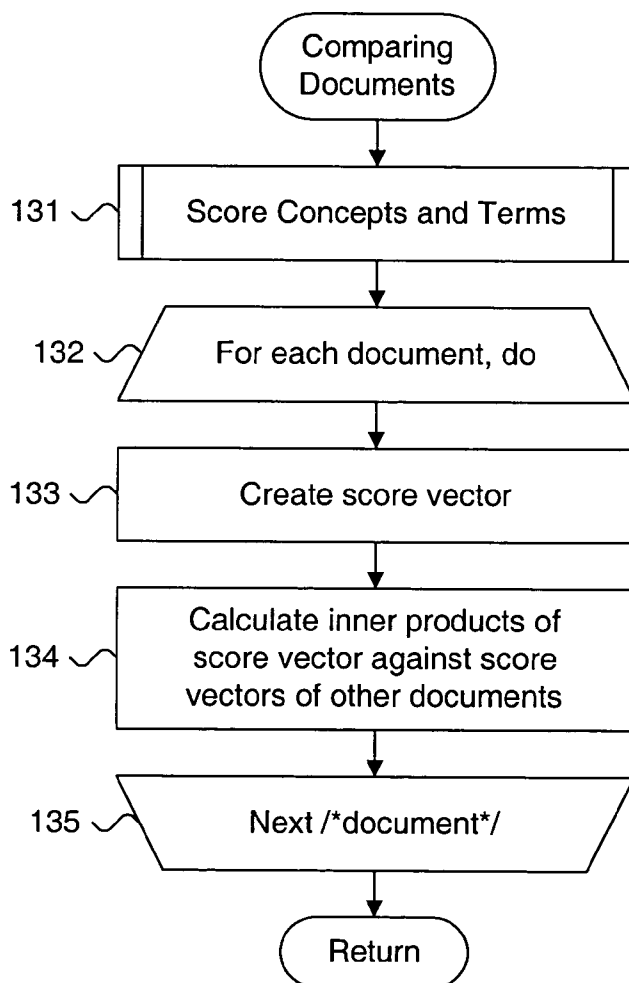 Comparing
Documents
131
Score Concepts and Terms
132
For each document, do
133
Create score vector
134
Calculate inner products of
score vector against score
vectors of other documents
135
Next /*document*/
Return